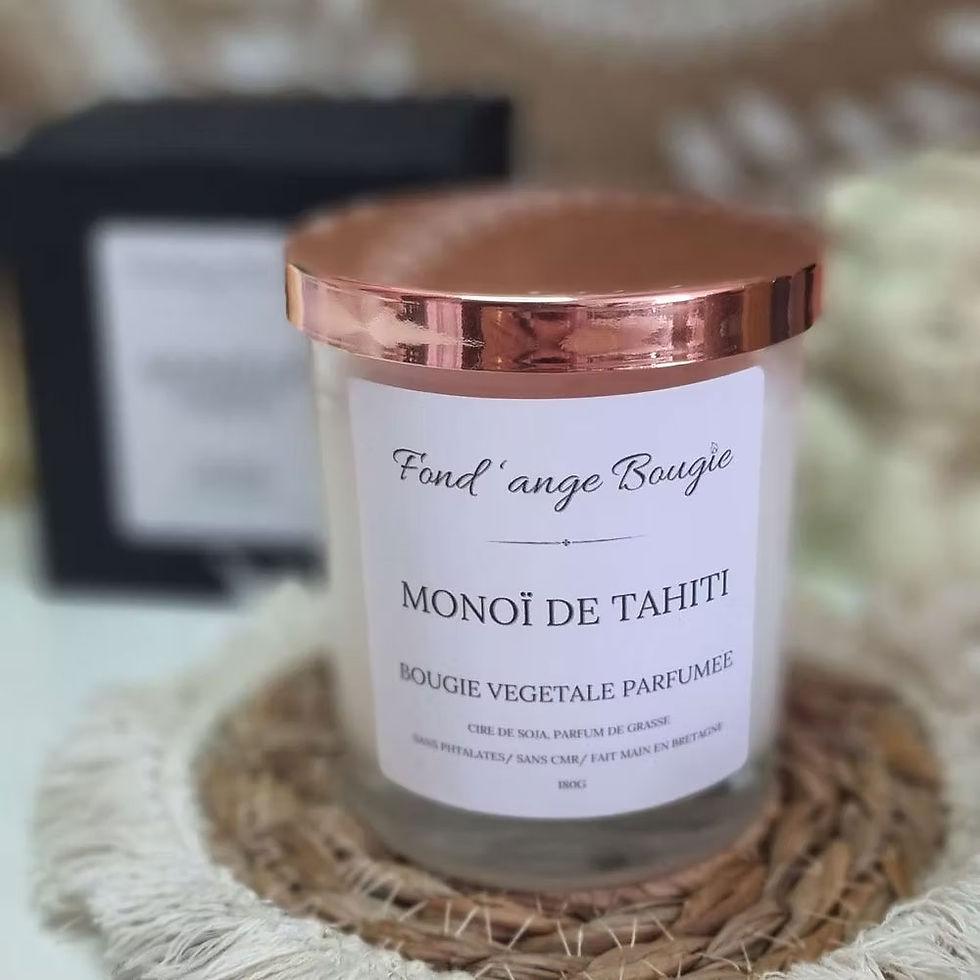 Fond 'ange Bougie
MONOÏ DE TAHITI
BOUGIE VEGETALE PARFUMEE
CIRE DE SOJA, PARFUM DE GRASSE
SANS PHTALATES/ SANS CMR/ FAIT MAIN EN BRETAGNE
180G